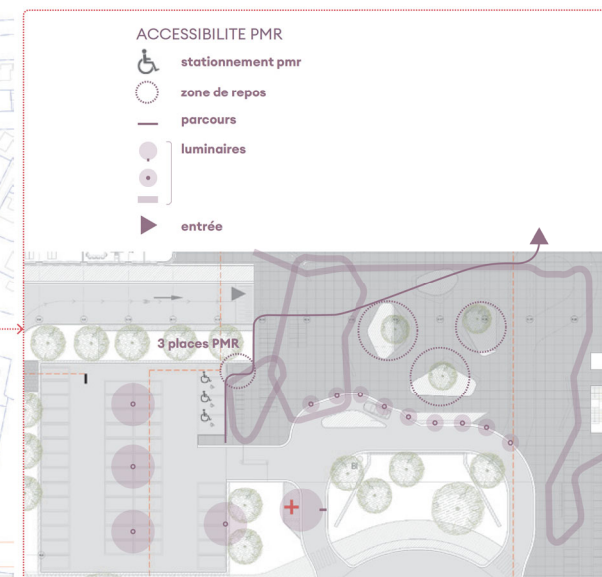 ACCESSIBILITE PMR
stationnement pmr
zone de repos
parcours
luminaires
entrée
3 places PMR